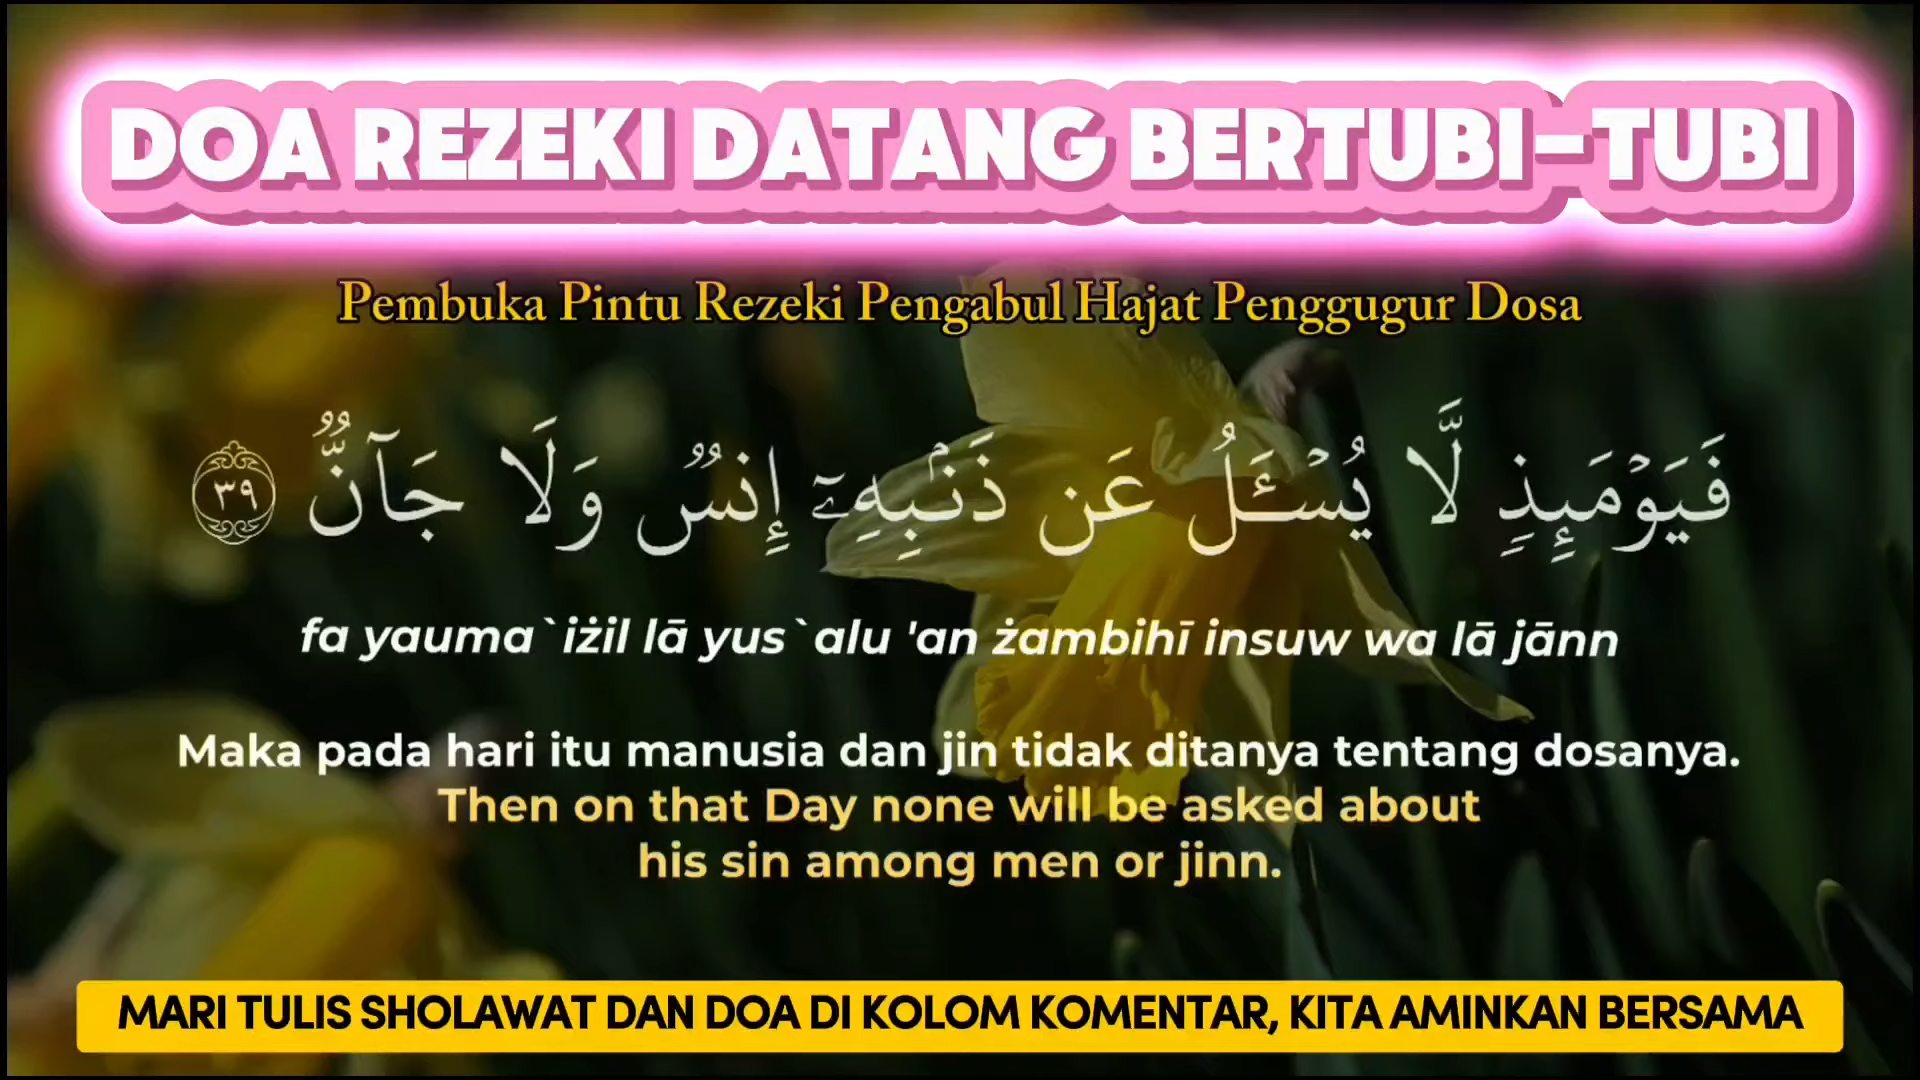 DOA REZEKI DATANG BERTUBI-TUBI
Pembuka Pintu Rezeki Pengabul Hajat Penggugur Dosa
فَيَوْمَئِذٍ لَّا يُسْـَٔلُ عَن ذَنۢبِهِۦٓ إِنسٌ وَلَا جَآنٌّ ٣٩
fa yauma`iżil lā yus`alu 'an żambihī insuw wa lā jānn
Maka pada hari itu manusia dan jin tidak ditanya tentang dosanya.
Then on that Day none will be asked about
his sin among men or jinn.
MARI TULIS SHOLAWAT DAN DOA DI KOLOM KOMENTAR, KITA AMINKAN BERSAMA